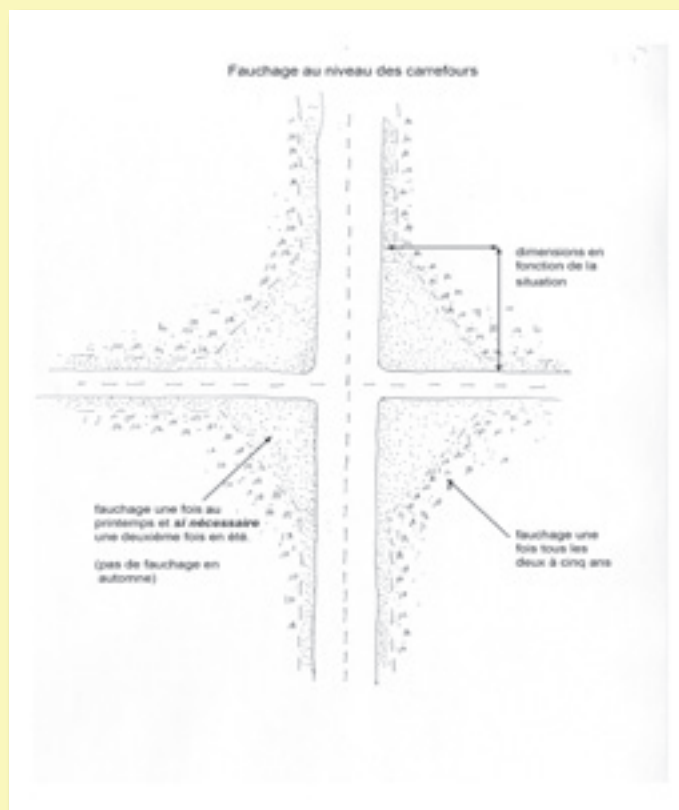 Fauchage au niveau des carrefours
dimensions en
fonction de la
situation
fauchage une fois au
printemps et si nécessaire
une deuxième fois en été.
(pas de fauchage en
automne)
fauchage une
fois tous les
deux à cinq ans